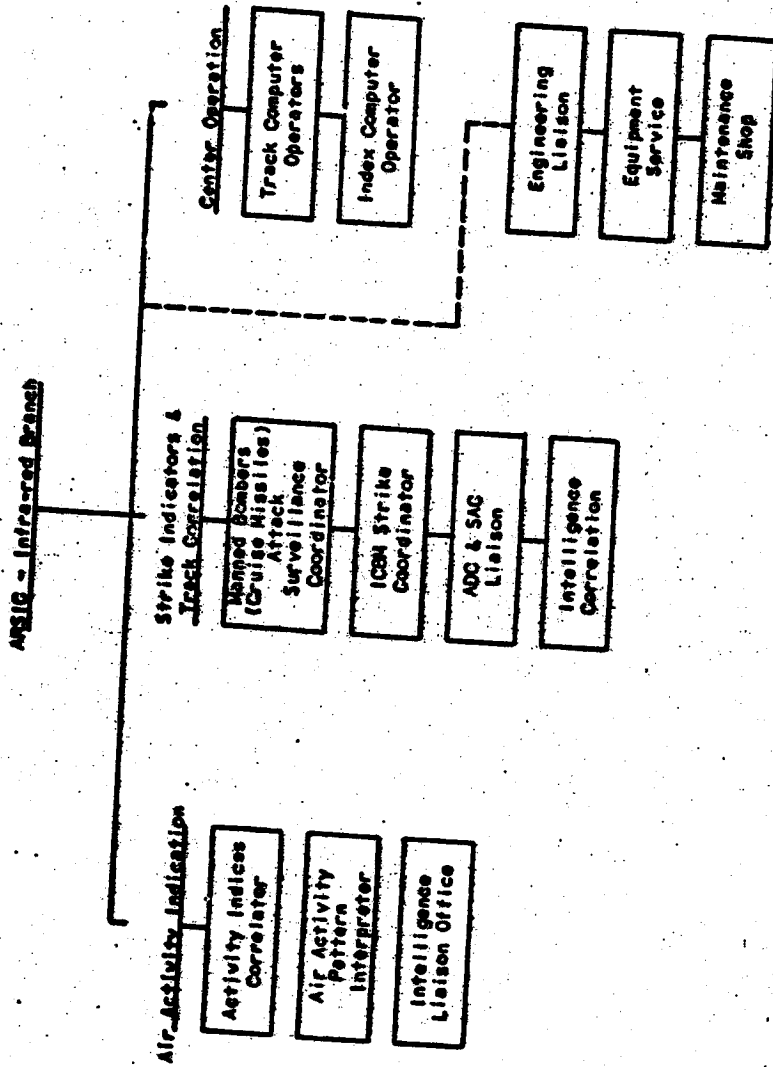 ARSIC - Intra-red Branch
Air Activity Indication
Activity Indices
Correlator
Air Activity
Pattern
Interpreter
Intelligence
Liaison Office
Strike Indicators &
Track Correlation
Manned Bombers
(Cruise Missiles)
Attack
Surveillance
Coordinator
ICBM Strike
Coordinator
ADC & SAC
Liaison
Intelligence
Correlation
Center Operation
Track Computer
Operators
Index Computer
Operator
Engineering
Liaison
Equipment
Service
Maintenance
Shop